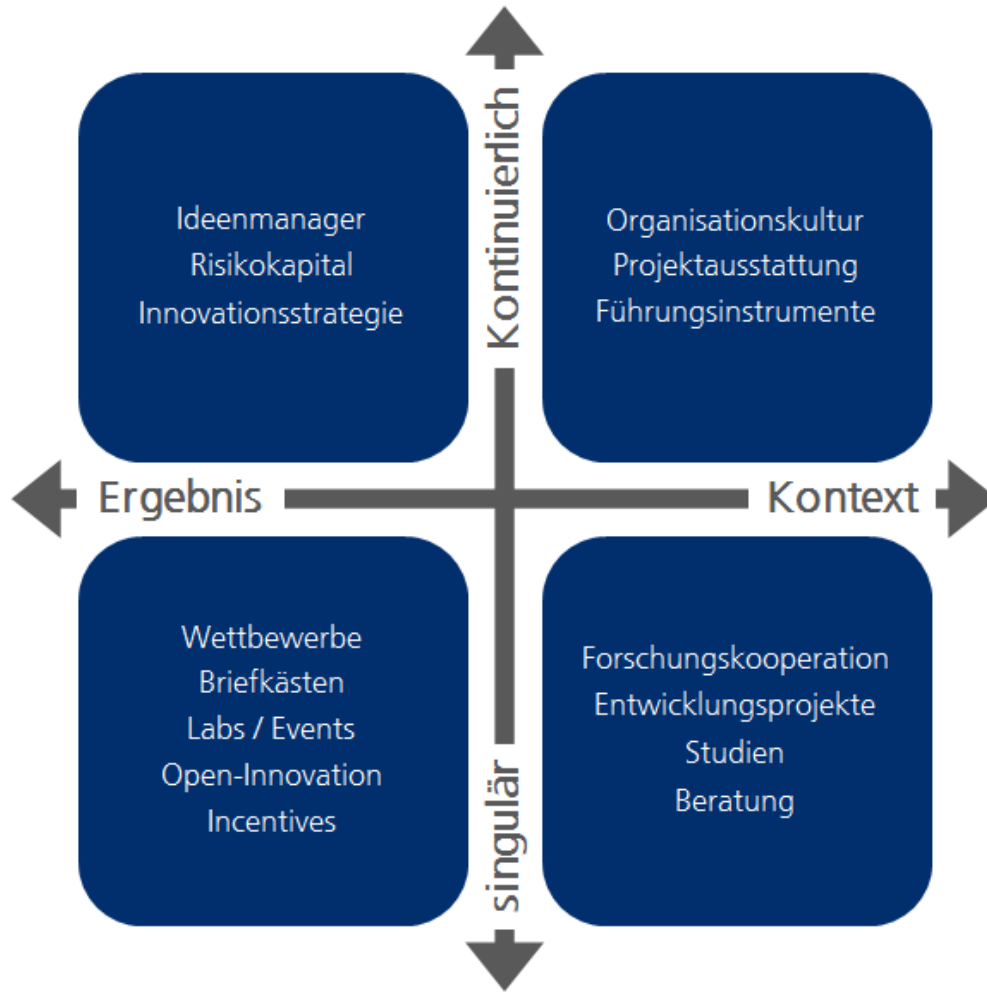 Kontinuierlich
Ideenmanager
Risikokapital
Innovationsstrategie
Organisationskultur
Projektausstattung
Führungsinstrumente
Ergebnis
Kontext
Wettbewerbe
Briefkästen
Labs / Events
Open-Innovation
Incentives
Forschungskooperation
Entwicklungsprojekte
Studien
Beratung
singulär